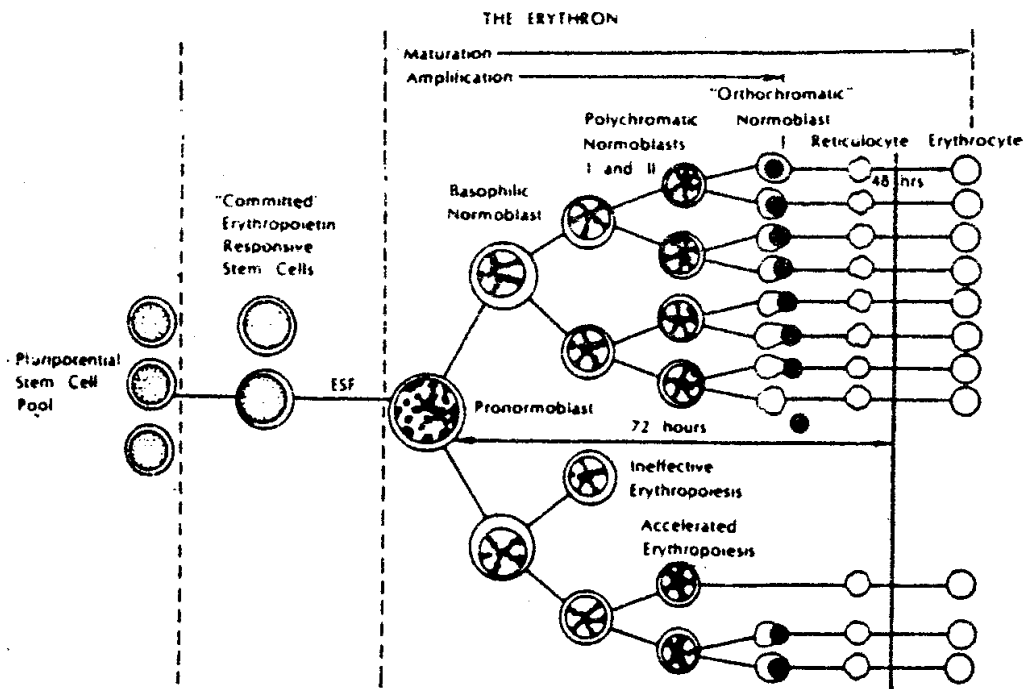 THE ERYTHRON
Maturation
Amplification
"Orthochromatic"
Normoblast
Polychromatic
Normoblasts
I and II
Reticulocyte
Erythrocyte
48 hrs
Basophilic
Normoblast
"Committed
Erythropoietin
Responsive
Stem Cells
Pluripotential
Stem Cell
Pool
ESF
Pronormoblast
72 hours
Ineffective
Erythropoiesis
Accelerated
Erythropoiesis